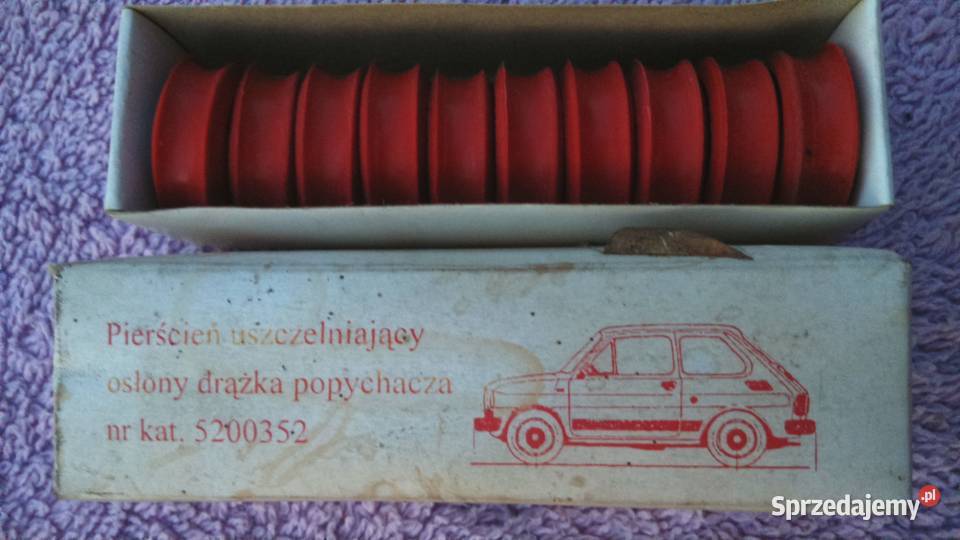 Pierścień uszczelniający
osłony drążka popychacza
nr kat. 5200352
Sprzedajemy.pl